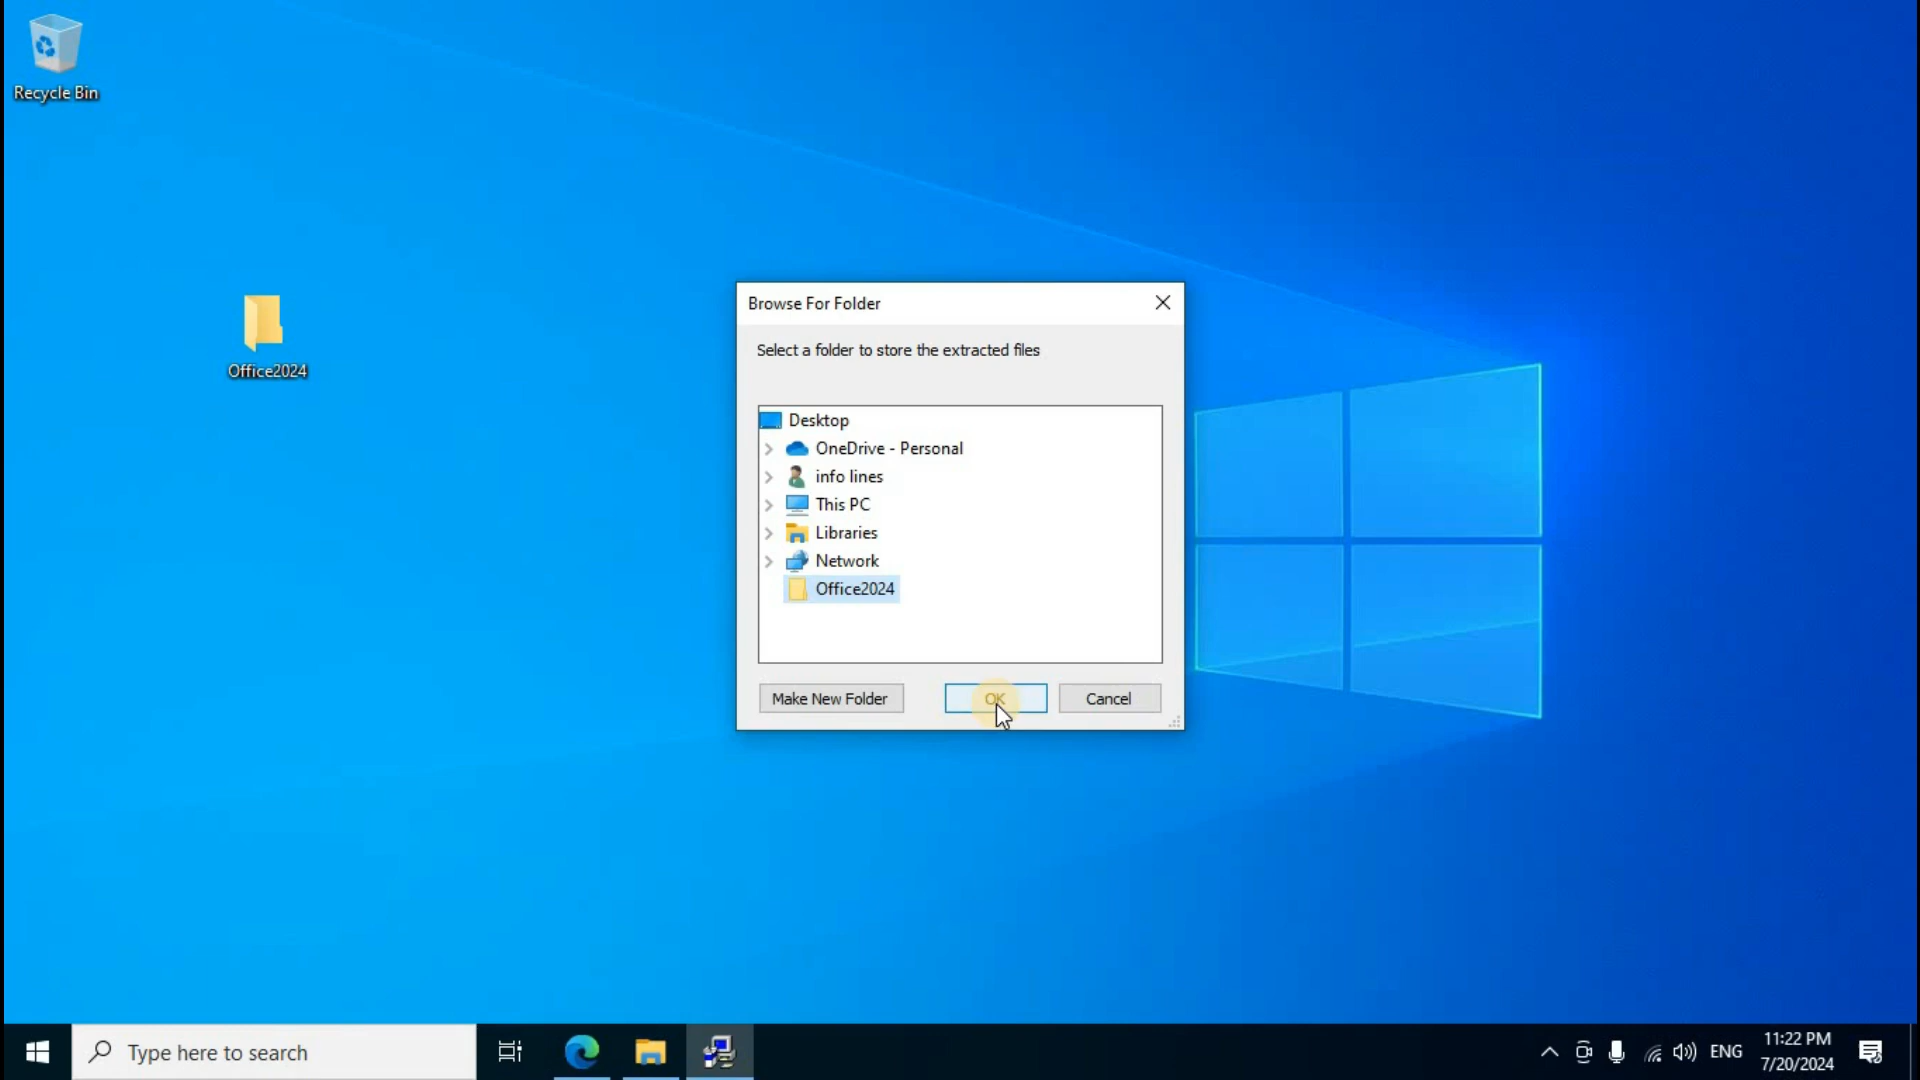 Recycle Bin
Office2024
Browse For Folder
Select a folder to store the extracted files
Desktop
OneDrive - Personal
info lines
This PC
Libraries
Network
Office2024
Make New Folder
OK
Cancel
Type here to search
ENG
11:22 PM
7/20/2024